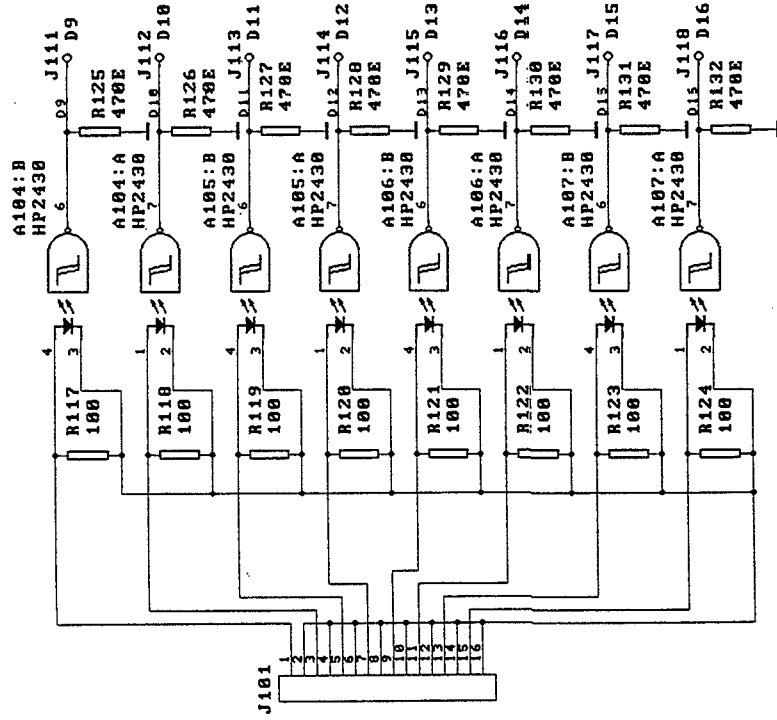 J111
D9
J112
D10
J113
D11
J114
D12
J115
D13
J116
D14
J117
D15
J118
D16
D9
R125
470E
D10
R126
470E
D11
R127
470E
D12
R128
470E
D13
R129
470E
D14
R130
470E
D15
R131
470E
D15
R132
470E
A104:B
HP2430
6
A104:A
HP2430
7
A105:B
HP2430
6
A105:A
HP2430
7
A106:B
HP2430
6
A106:A
HP2430
7
A107:B
HP2430
6
A107:A
HP2430
7
4
3
1
2
4
3
1
2
4
3
1
2
4
3
1
2
R117
100
R118
100
R119
100
R120
100
R121
100
R122
100
R123
100
R124
100
J101
1
2
3
4
5
6
7
8
9
10
11
12
13
14
15
16